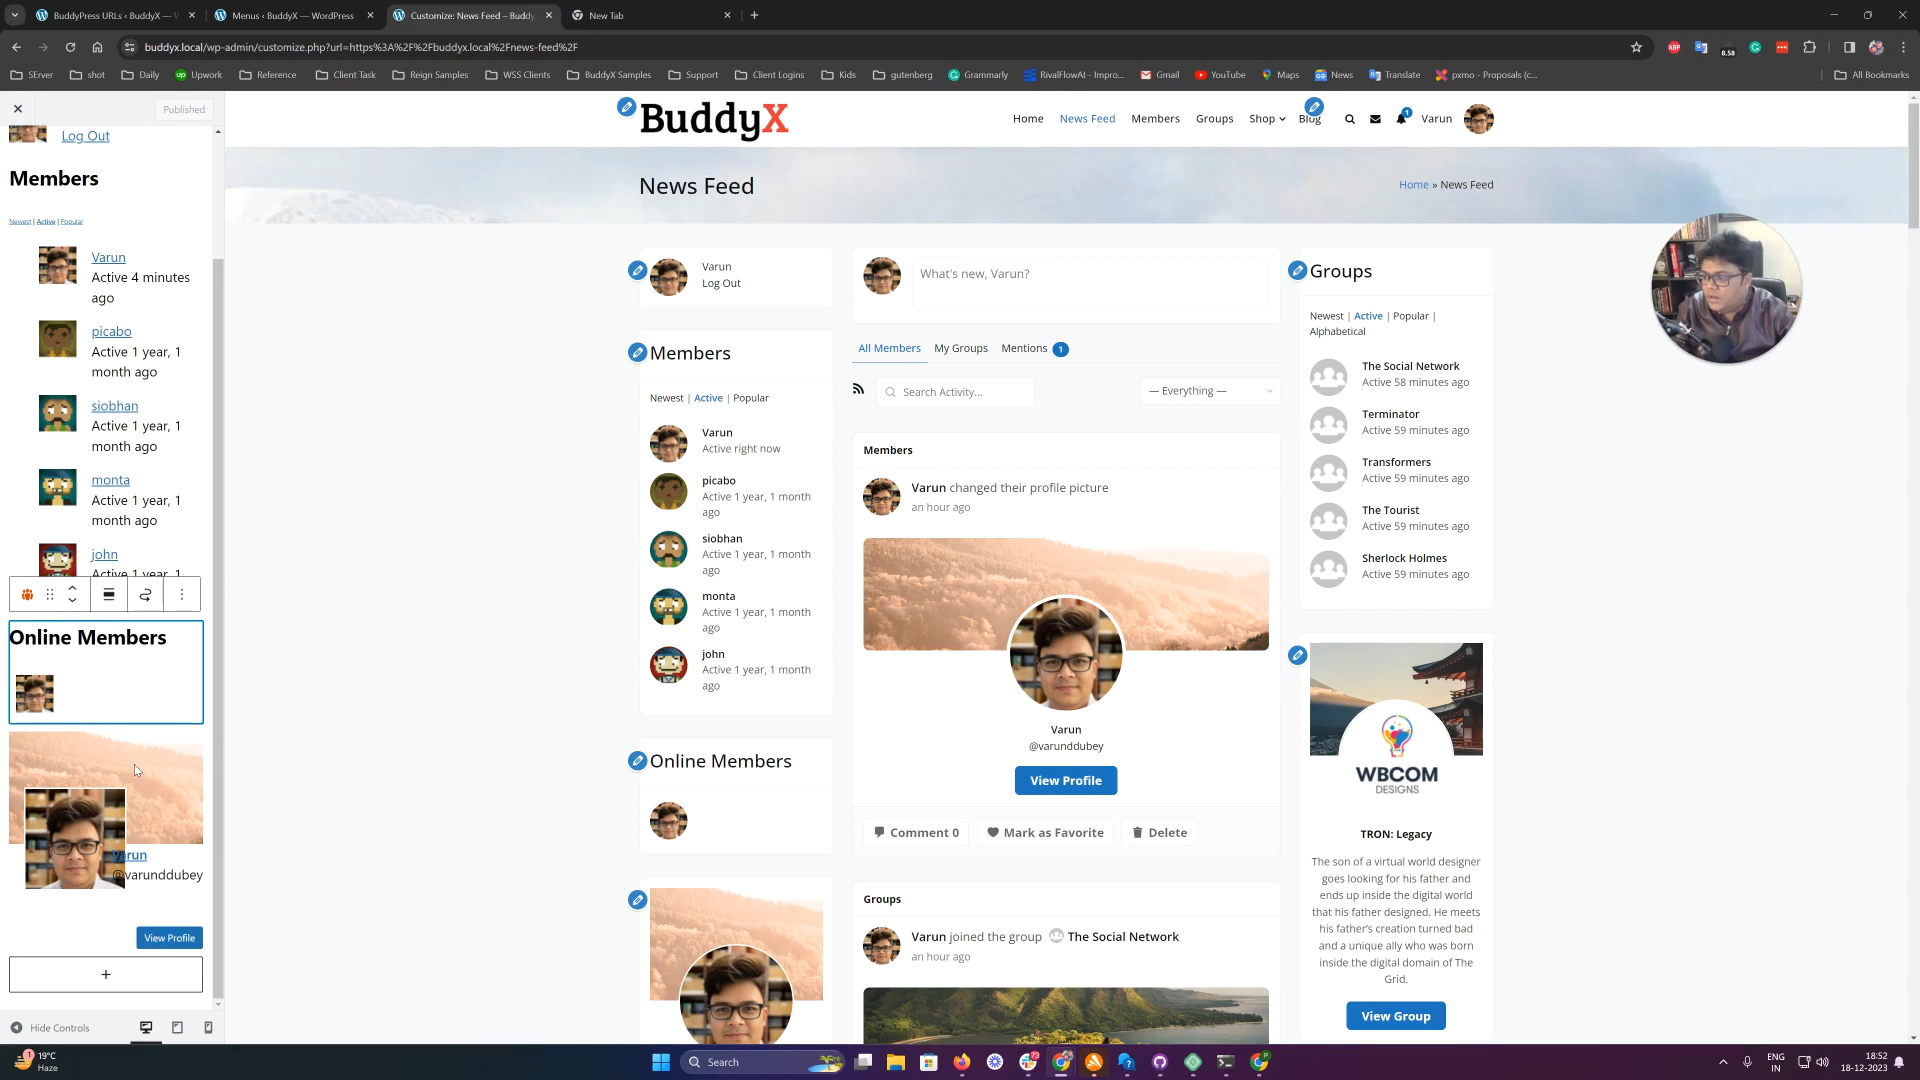 BuddyPress URLs ‹ BuddyX — W
Menus ‹ BuddyX — WordPress
Customize: News Feed – Buddy
New Tab
buddyx.local/wp-admin/customize.php?url=https%3A%2F%2Fbuddyx.local%2Fnews-feed%2F
ABP
8.58
SErver
shot
Daily
up Upwork
Reference
Client Task
Reign Samples
WSS Clients
BuddyX Samples
Support
Client Logins
Kids
gutenberg
Grammarly
RivalFlowAI - Impro...
Gmail
YouTube
Maps
News
Translate
pxmo - Proposals (c...
All Bookmarks
Published
Log Out
Members
Newest | Active | Popular
Varun
Active 4 minutes
ago
picabo
Active 1 year, 1
month ago
siobhan
Active 1 year, 1
month ago
monta
Active 1 year, 1
month ago
john
Active 1 year, 1
Online Members
Varun
@varunddubey
View Profile
+
Hide Controls
BuddyX
Home
News Feed
Members
Groups
Shop
Blog
1
Varun
News Feed
Home » News Feed
Varun
Log Out
Members
Newest | Active | Popular
Varun
Active right now
picabo
Active 1 year, 1 month
ago
siobhan
Active 1 year, 1 month
ago
monta
Active 1 year, 1 month
ago
john
Active 1 year, 1 month
ago
Online Members
What's new, Varun?
All Members
My Groups
Mentions 1
Search Activity...
— Everything —
Members
Varun changed their profile picture
an hour ago
Varun
@varunddubey
View Profile
Comment 0
Mark as Favorite
Delete
Groups
Varun joined the group The Social Network
an hour ago
Groups
Newest | Active | Popular |
Alphabetical
The Social Network
Active 58 minutes ago
Terminator
Active 59 minutes ago
Transformers
Active 59 minutes ago
The Tourist
Active 59 minutes ago
Sherlock Holmes
Active 59 minutes ago
WBCOM
DESIGNS
TRON: Legacy
The son of a virtual world designer
goes looking for his father and
ends up inside the digital world
that his father designed. He meets
his father's creation turned bad
and a unique ally who was born
inside the digital domain of The
Grid.
View Group
1
19°C
Haze
Search
73
ENG
IN
18:52
18-12-2023